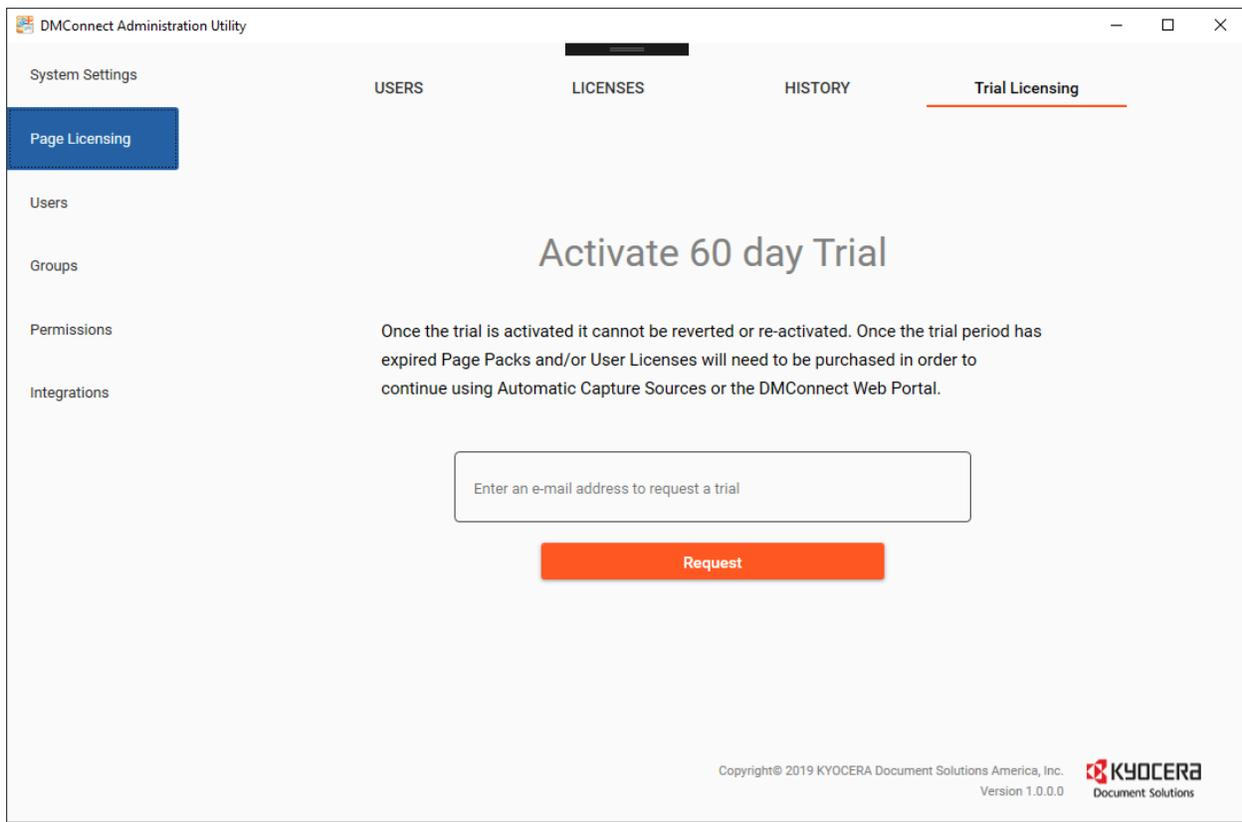 DMConnect Administration Utility
System Settings
Page Licensing
Users
Groups
Permissions
Integrations
USERS LICENSES HISTORY Trial Licensing
Activate 60 day Trial
Once the trial is activated it cannot be reverted or re-activated. Once the trial period has
expired Page Packs and/or User Licenses will need to be purchased in order to
continue using Automatic Capture Sources or the DMConnect Web Portal.
Enter an e-mail address to request a trial
Request
Copyright© 2019 KYOCERA Document Solutions America, Inc.
Version 1.0.0.0
KYOCERA
Document Solutions